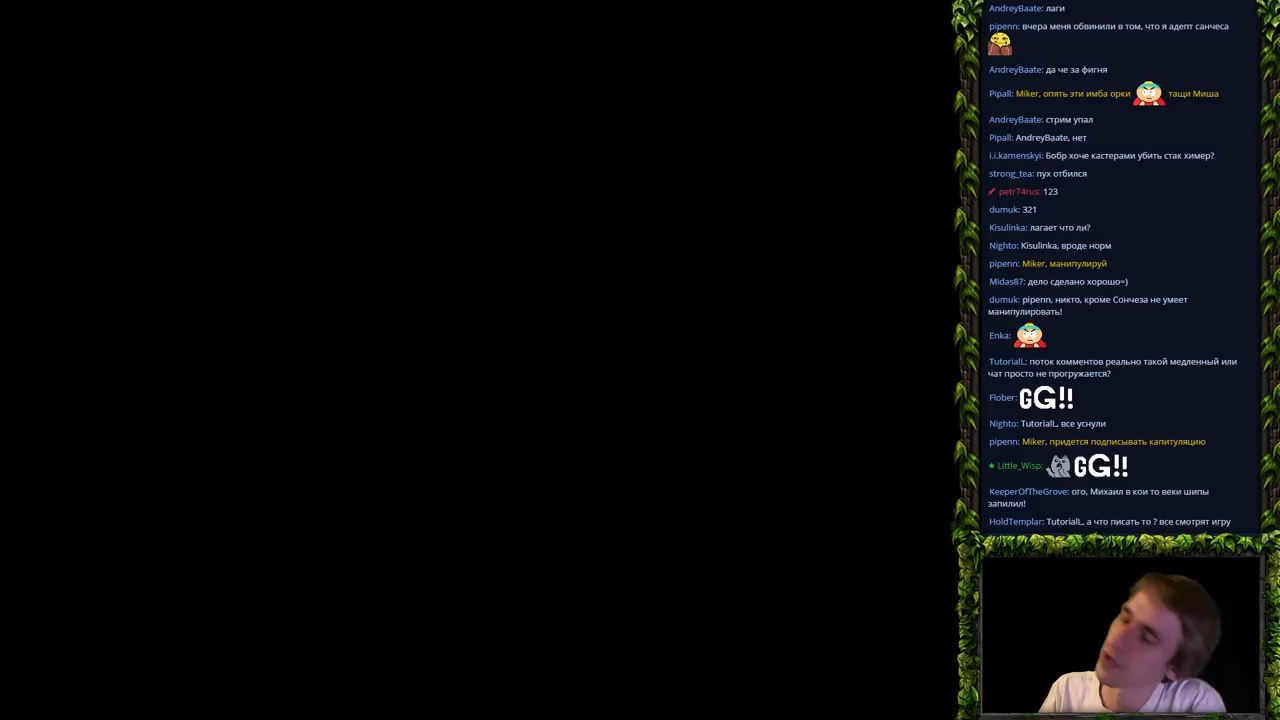 AndreyBaate: лаги
pipenn: вчера меня обвинили в том, что я адепт санчеса
AndreyBaate: да че за фигня
Pipall: Miker, опять эти имба орки тащи Миша
AndreyBaate: стрим упал
Pipall: AndreyBaate, нет
i.i.kamenskyi: Бобр хоче кастерами убить стак химер?
strong_tea: пух отбился
petr74rus: 123
dumuk: 321
Kisulinka: лагает что ли?
Nighto: Kisulinka, вроде норм
pipenn: Miker, манипулируй
Midas87: дело сделано хорошо=)
dumuk: pipenn, никто, кроме Сончеза не умеет
манипулировать!
Enka:
TutorialL: поток комментов реально такой медленный или
чат просто не прогружается?
Flober: GG!!
Nighto: TutorialL, все уснули
pipenn: Miker, придется подписывать капитуляцию
Little_Wisp: GG!!
KeeperOfTheGrove: ого, Михаил в кои то веки шипы
запилил!
HoldTemplar: TutorialL, а что писать то ? все смотрят игру